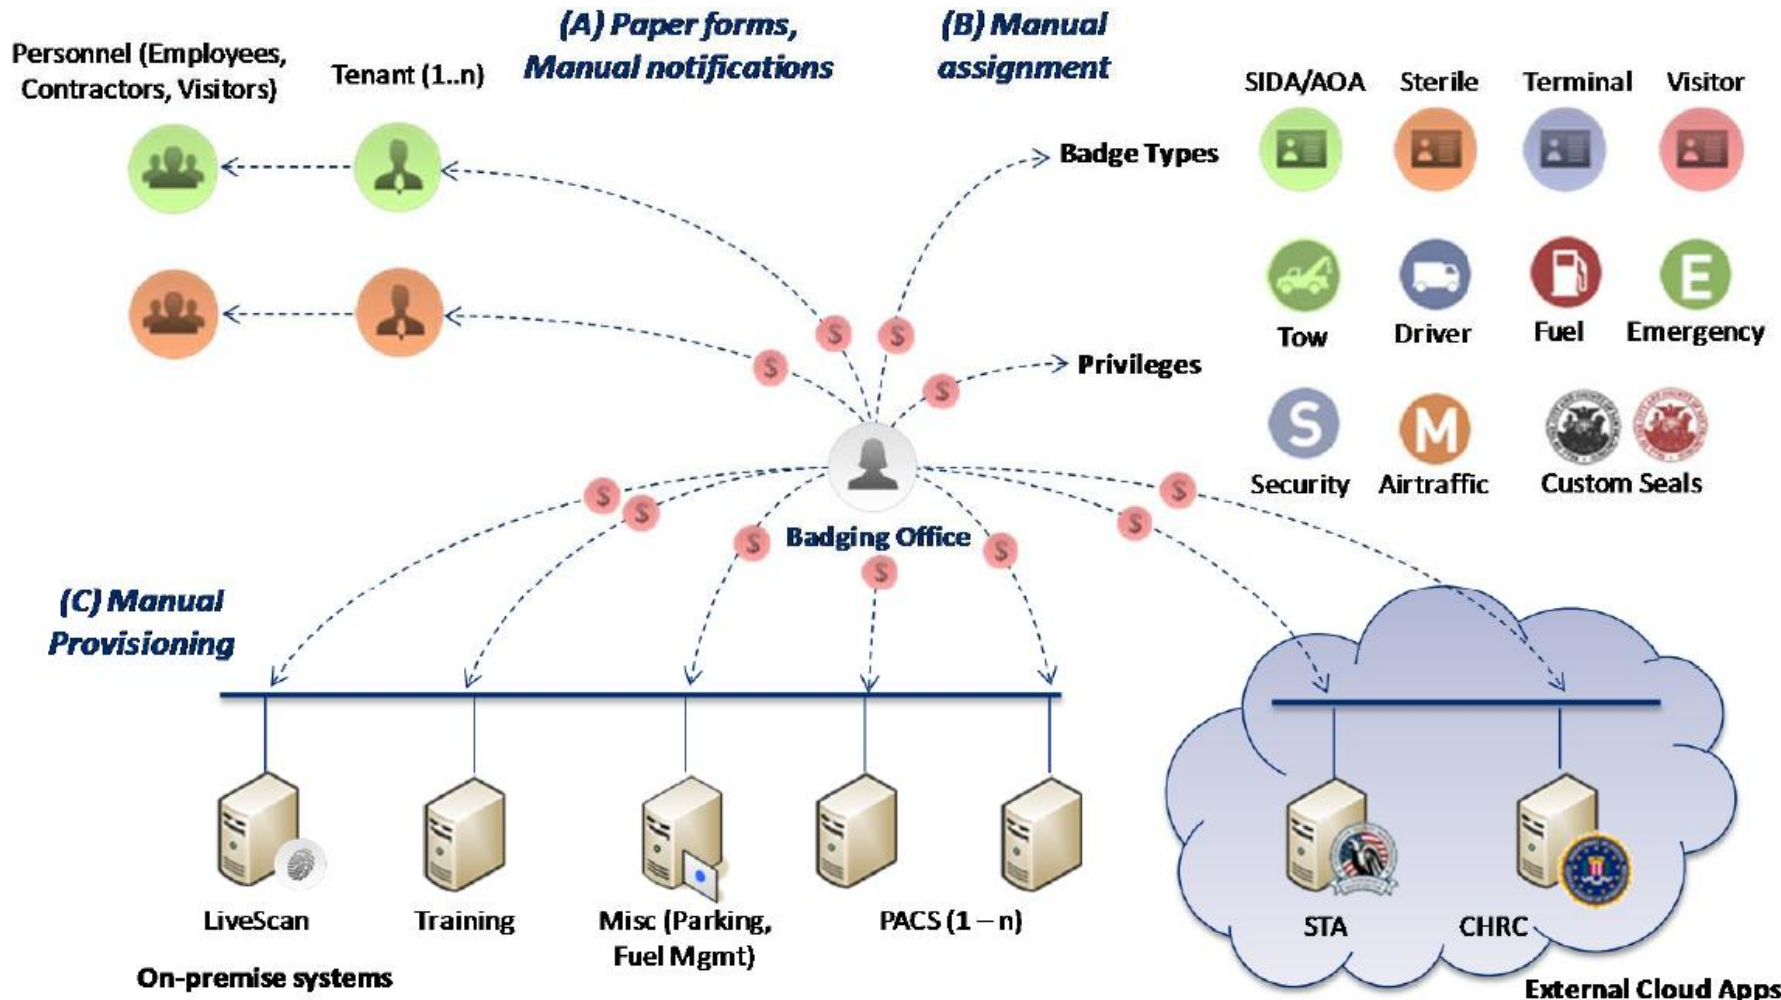 (A) Paper forms,
Manual notifications
(B) Manual
assignment
Personnel (Employees,
Contractors, Visitors)
Tenant (1..n)
SIDA/AOA
Sterile
Terminal
Visitor
Badge Types
$
$
$
$
Privileges
Tow
Driver
Fuel
E
Emergency
S
Security
M
Airtraffic
Custom Seals
$
$
$
$
$
$
$
Badging Office
(C) Manual
Provisioning
LiveScan
Training
Misc (Parking,
Fuel Mgmt)
PACS (1 – n)
STA
CHRC
On-premise systems
External Cloud Apps